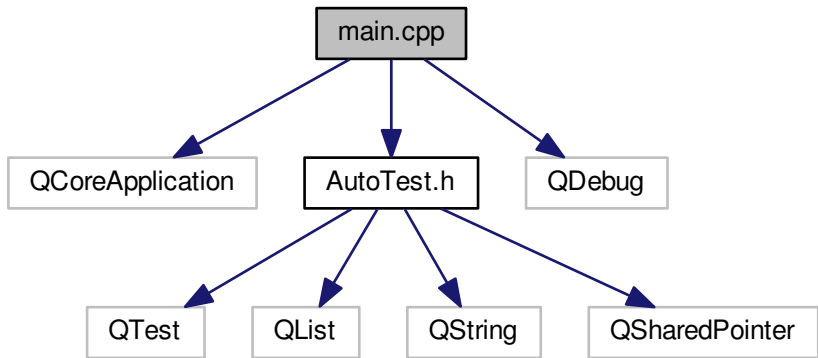 main.cpp
QCoreApplication
AutoTest.h
QDebug
QTest
QList
QString
QSharedPointer